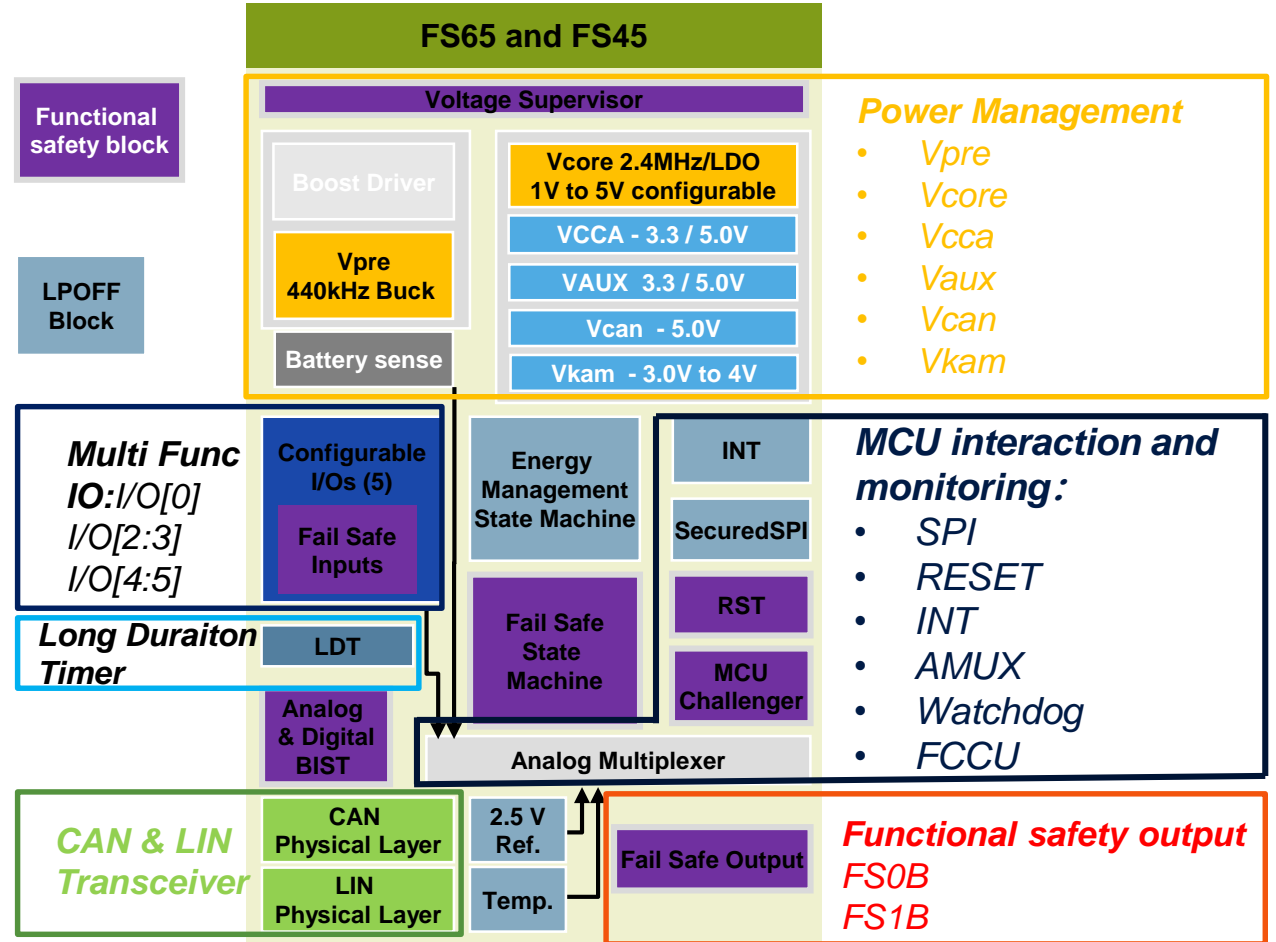 FS65 and FS45
Functional
safety block
LPOFF
Block
Voltage Supervisor
Boost Driver
Vpre
440kHz Buck
Battery sense
Vcore 2.4MHz/LDO
1V to 5V configurable
VCCA - 3.3 / 5.0V
VAUX 3.3 / 5.0V
Vcan - 5.0V
Vkam - 3.0V to 4V
Power Management
• Vpre
• Vcore
• Vcca
• Vaux
• Vcan
• Vkam
Multi Func
IO:I/O[0]
I/O[2:3]
I/O[4:5]
Configurable
I/Os (5)
Fail Safe
Inputs
Energy
Management
State Machine
INT
SecuredSPI
RST
MCU
Challenger
Fail Safe
State
Machine
MCU interaction and
monitoring：
• SPI
• RESET
• INT
• AMUX
• Watchdog
• FCCU
Long Duraiton
Timer
LDT
Analog
& Digital
BIST
Analog Multiplexer
CAN & LIN
Transceiver
CAN
Physical Layer
LIN
Physical Layer
2.5 V
Ref.
Temp.
Fail Safe Output
Functional safety output
FS0B
FS1B